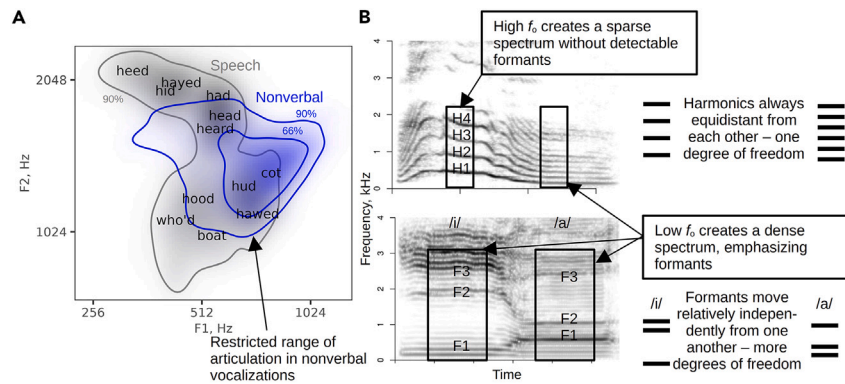 A
B
2048
1024
F2, Hz
256
512
1024
F1, Hz
Speech
90%
Nonverbal
90%
66%
heed
hayed
hid
had
head
heard
cot
hud
hood
hawed
who'd
boat
Restricted range of
articulation in nonverbal
vocalizations
High fo creates a sparse
spectrum without detectable
formants
4
3
2
1
0
H4
H3
H2
H1
Harmonics always
equidistant from
each other – one
degree of freedom
Frequency, kHz
4
3
2
1
0
/i/
/a/
F3
F2
F1
F3
F2
F1
Time
Low fo creates a dense
spectrum, emphasizing
formants
/i/
/a/
Formants move
relatively indepen-
dently from one
another – more
degrees of freedom